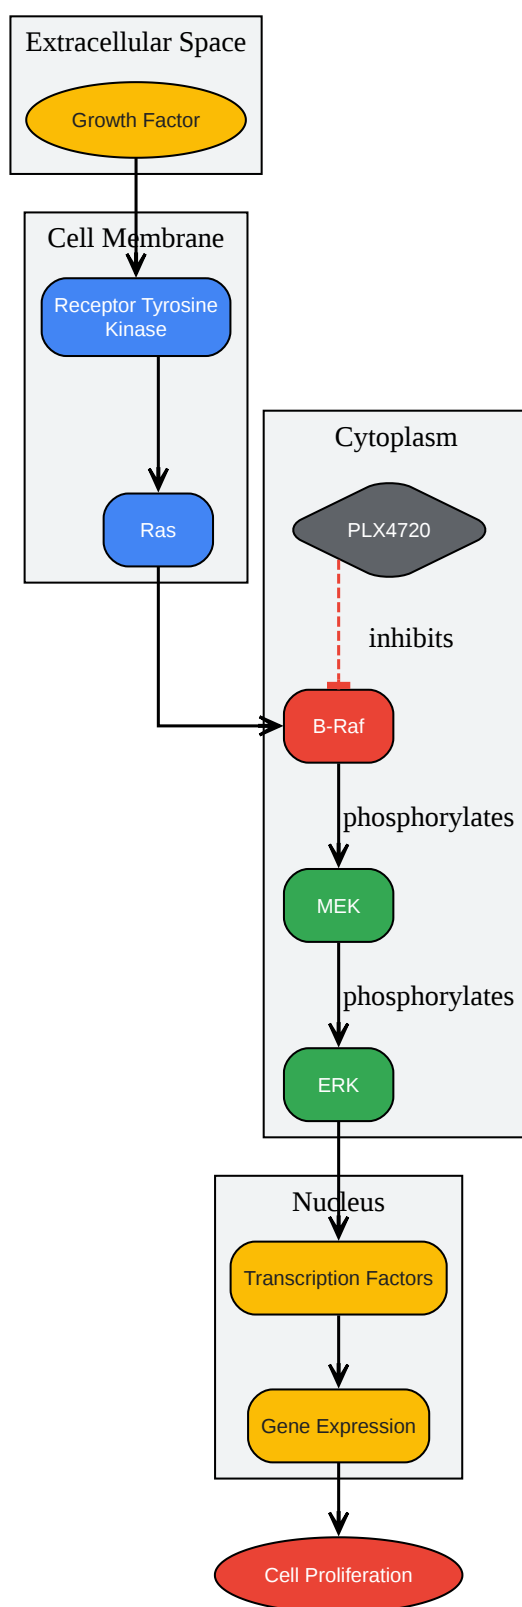 Extracellular Space
Growth Factor
Cell Membrane
Receptor Tyrosine
Kinase
Ras
Cytoplasm
PLX4720
inhibits
B-Raf
phosphorylates
MEK
phosphorylates
ERK
Nucleus
Transcription Factors
Gene Expression
Cell Proliferation